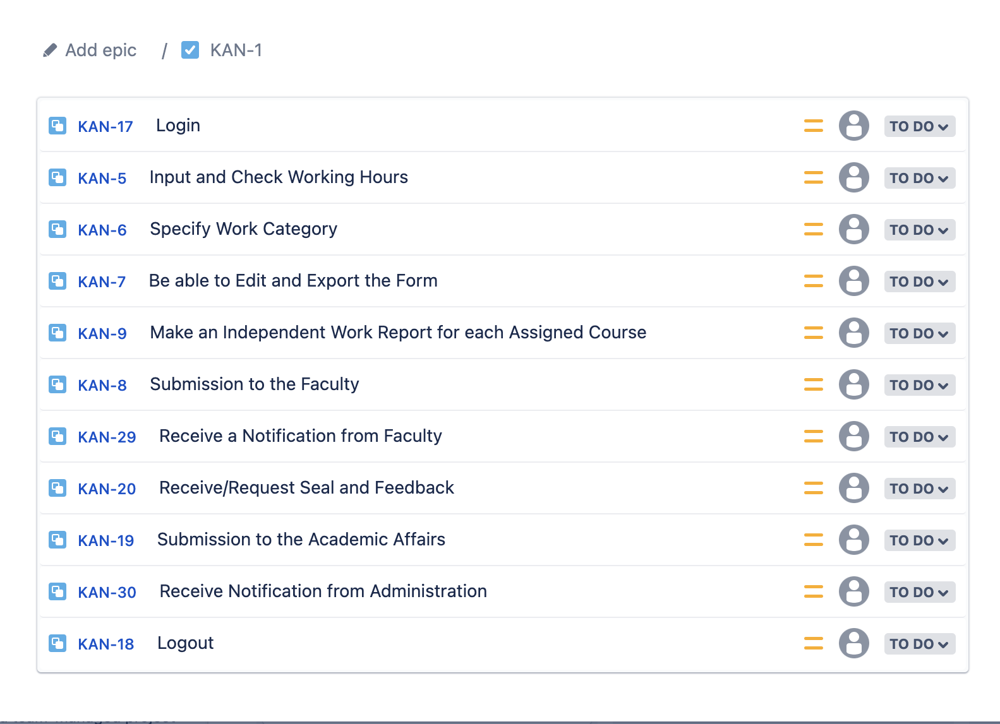 Add epic / KAN-1
KAN-17 Login TO DO
KAN-5 Input and Check Working Hours TO DO
KAN-6 Specify Work Category TO DO
KAN-7 Be able to Edit and Export the Form TO DO
KAN-9 Make an Independent Work Report for each Assigned Course TO DO
KAN-8 Submission to the Faculty TO DO
KAN-29 Receive a Notification from Faculty TO DO
KAN-20 Receive/Request Seal and Feedback TO DO
KAN-19 Submission to the Academic Affairs TO DO
KAN-30 Receive Notification from Administration TO DO
KAN-18 Logout TO DO